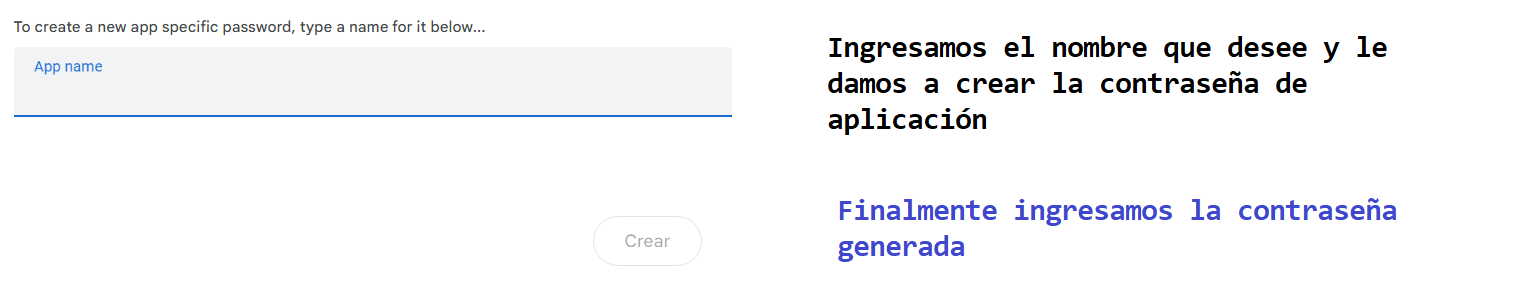 To create a new app specific password, type a name for it below...
App name
Crear
Ingresamos el nombre que desee y le
damos a crear la contraseña de
aplicación
Finalmente ingresamos la contraseña
generada